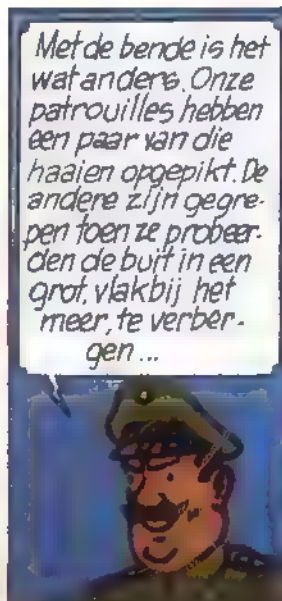 Met de bende is het
wat anders. Onze
patrouilles hebben
een paar van die
haaien opgepikt. De
andere zijn gegre-
pen toen ze probeer-
den de buit in een
grot, vlakbij het
meer, te verber-
gen...